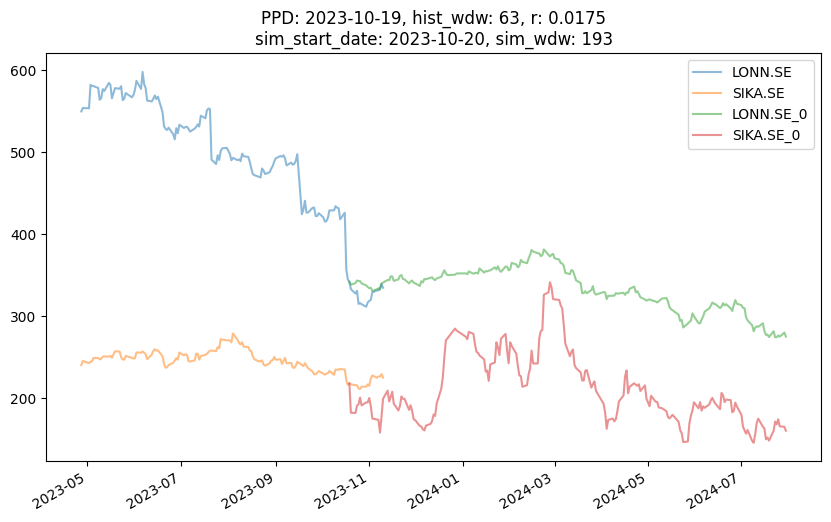 PPD: 2023-10-19, hist_wdw: 63, r: 0.0175
sim_start_date: 2023-10-20, sim_wdw: 193
LONN.SE
SIKA.SE
LONN.SE_0
SIKA.SE_0
600
500
400
300
200
2023-05
2023-07
2023-09
2023-11
2024-01
2024-03
2024-05
2024-07